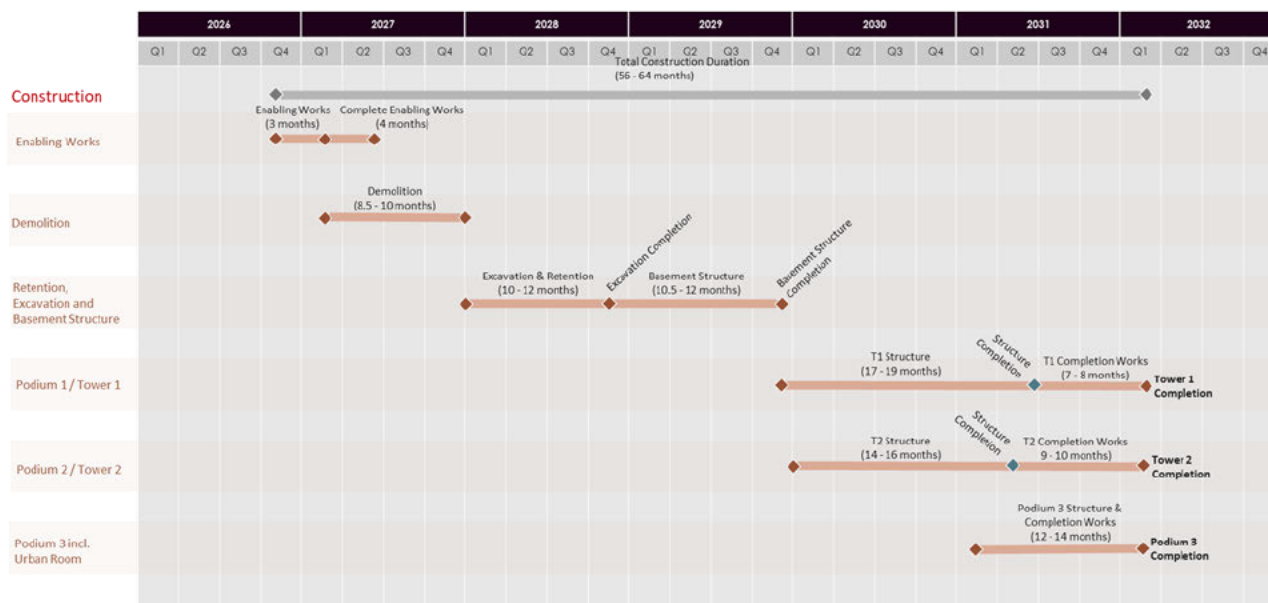 2026 2027 2028 2029 2030 2031 2032
Q1 Q2 Q3 Q4 Q1 Q2 Q3 Q4 Q1 Q2 Q3 Q4 Q1 Q2 Q3 Q4 Q1 Q2 Q3 Q4 Q1 Q2 Q3 Q4 Q1 Q2 Q3 Q4
Total Construction Duration
(56 - 64 months)
Construction
Enabling Works
(3 months)
Complete Enabling Works
(4 months)
Enabling Works
Demolition
(8.5 - 10 months)
Demolition
Excavation & Retention
(10 - 12 months)
Excavation Completion
Basement Structure
(10.5 - 12 months)
Basement Structure
Completion
Retention,
Excavation and
Basement Structure
T1 Structure
(17 - 19 months)
Structure
Completion
T1 Completion Works
(7 - 8 months)
Podium 1 / Tower 1
Tower 1
Completion
T2 Structure
(14 - 16 months)
Structure
Completion
T2 Completion Works
9 - 10 months)
Podium 2 / Tower 2
Tower 2
Completion
Podium 3 Structure &
Completion Works
(12 - 14 months)
Podium 3 incl.
Urban Room
Podium 3
Completion